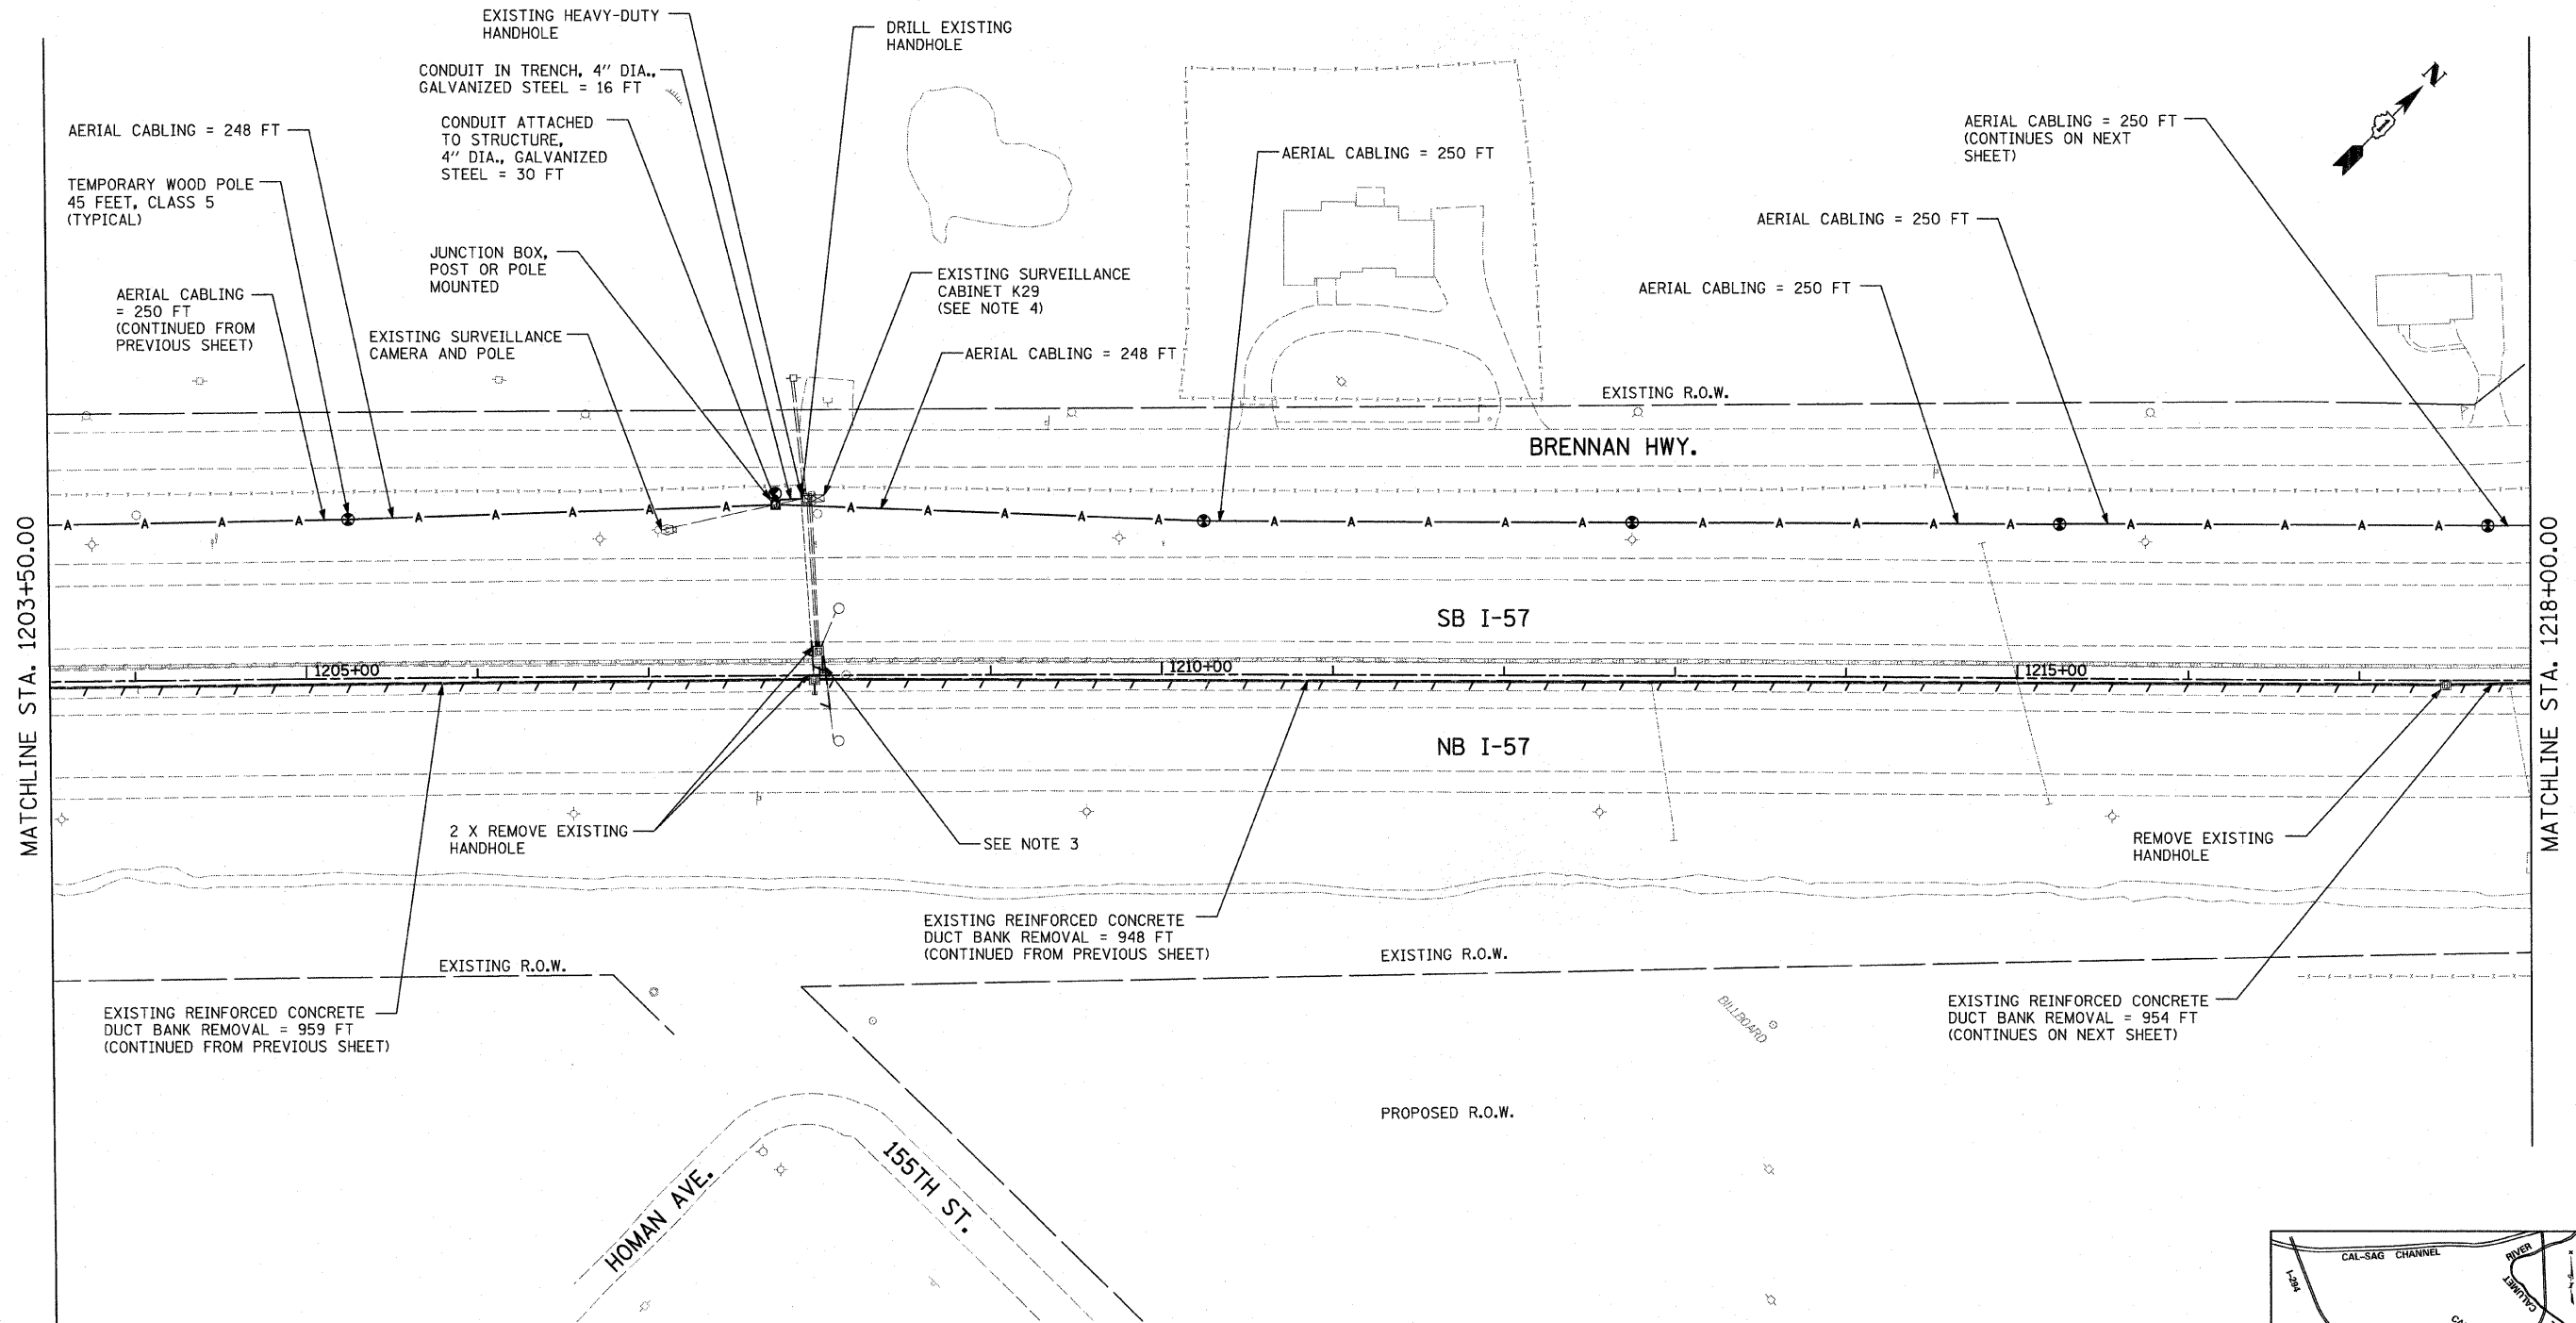 EXISTING HEAVY-DUTY
HANDHOLE
DRILL EXISTING
HANDHOLE
CONDUIT IN TRENCH, 4" DIA.,
GALVANIZED STEEL = 16 FT
AERIAL CABLING = 248 FT
CONDUIT ATTACHED
TO STRUCTURE,
4" DIA., GALVANIZED
STEEL = 30 FT
AERIAL CABLING = 250 FT
AERIAL CABLING = 250 FT
(CONTINUES ON NEXT
SHEET)
N
TEMPORARY WOOD POLE
45 FEET, CLASS 5
(TYPICAL)
AERIAL CABLING = 250 FT
JUNCTION BOX,
POST OR POLE
MOUNTED
EXISTING SURVEILLANCE
CABINET K29
(SEE NOTE 4)
AERIAL CABLING = 250 FT
AERIAL CABLING
= 250 FT
(CONTINUED FROM
PREVIOUS SHEET)
EXISTING SURVEILLANCE
CAMERA AND POLE
AERIAL CABLING = 248 FT
EXISTING R.O.W.
BRENNAN HWY.
MATCHLINE STA. 1203+50.00
MATCHLINE STA. 1218+00.00
SB I-57
1205+00
1210+00
1215+00
NB I-57
2 X REMOVE EXISTING
HANDHOLE
SEE NOTE 3
REMOVE EXISTING
HANDHOLE
EXISTING REINFORCED CONCRETE
DUCT BANK REMOVAL = 948 FT
(CONTINUED FROM PREVIOUS SHEET)
EXISTING R.O.W.
EXISTING R.O.W.
EXISTING REINFORCED CONCRETE
DUCT BANK REMOVAL = 959 FT
(CONTINUED FROM PREVIOUS SHEET)
BILLBOARD
EXISTING REINFORCED CONCRETE
DUCT BANK REMOVAL = 954 FT
(CONTINUES ON NEXT SHEET)
PROPOSED R.O.W.
HOMAN AVE.
155TH ST.
CAL-SAG CHANNEL
RIVER
CALUMET
I-294